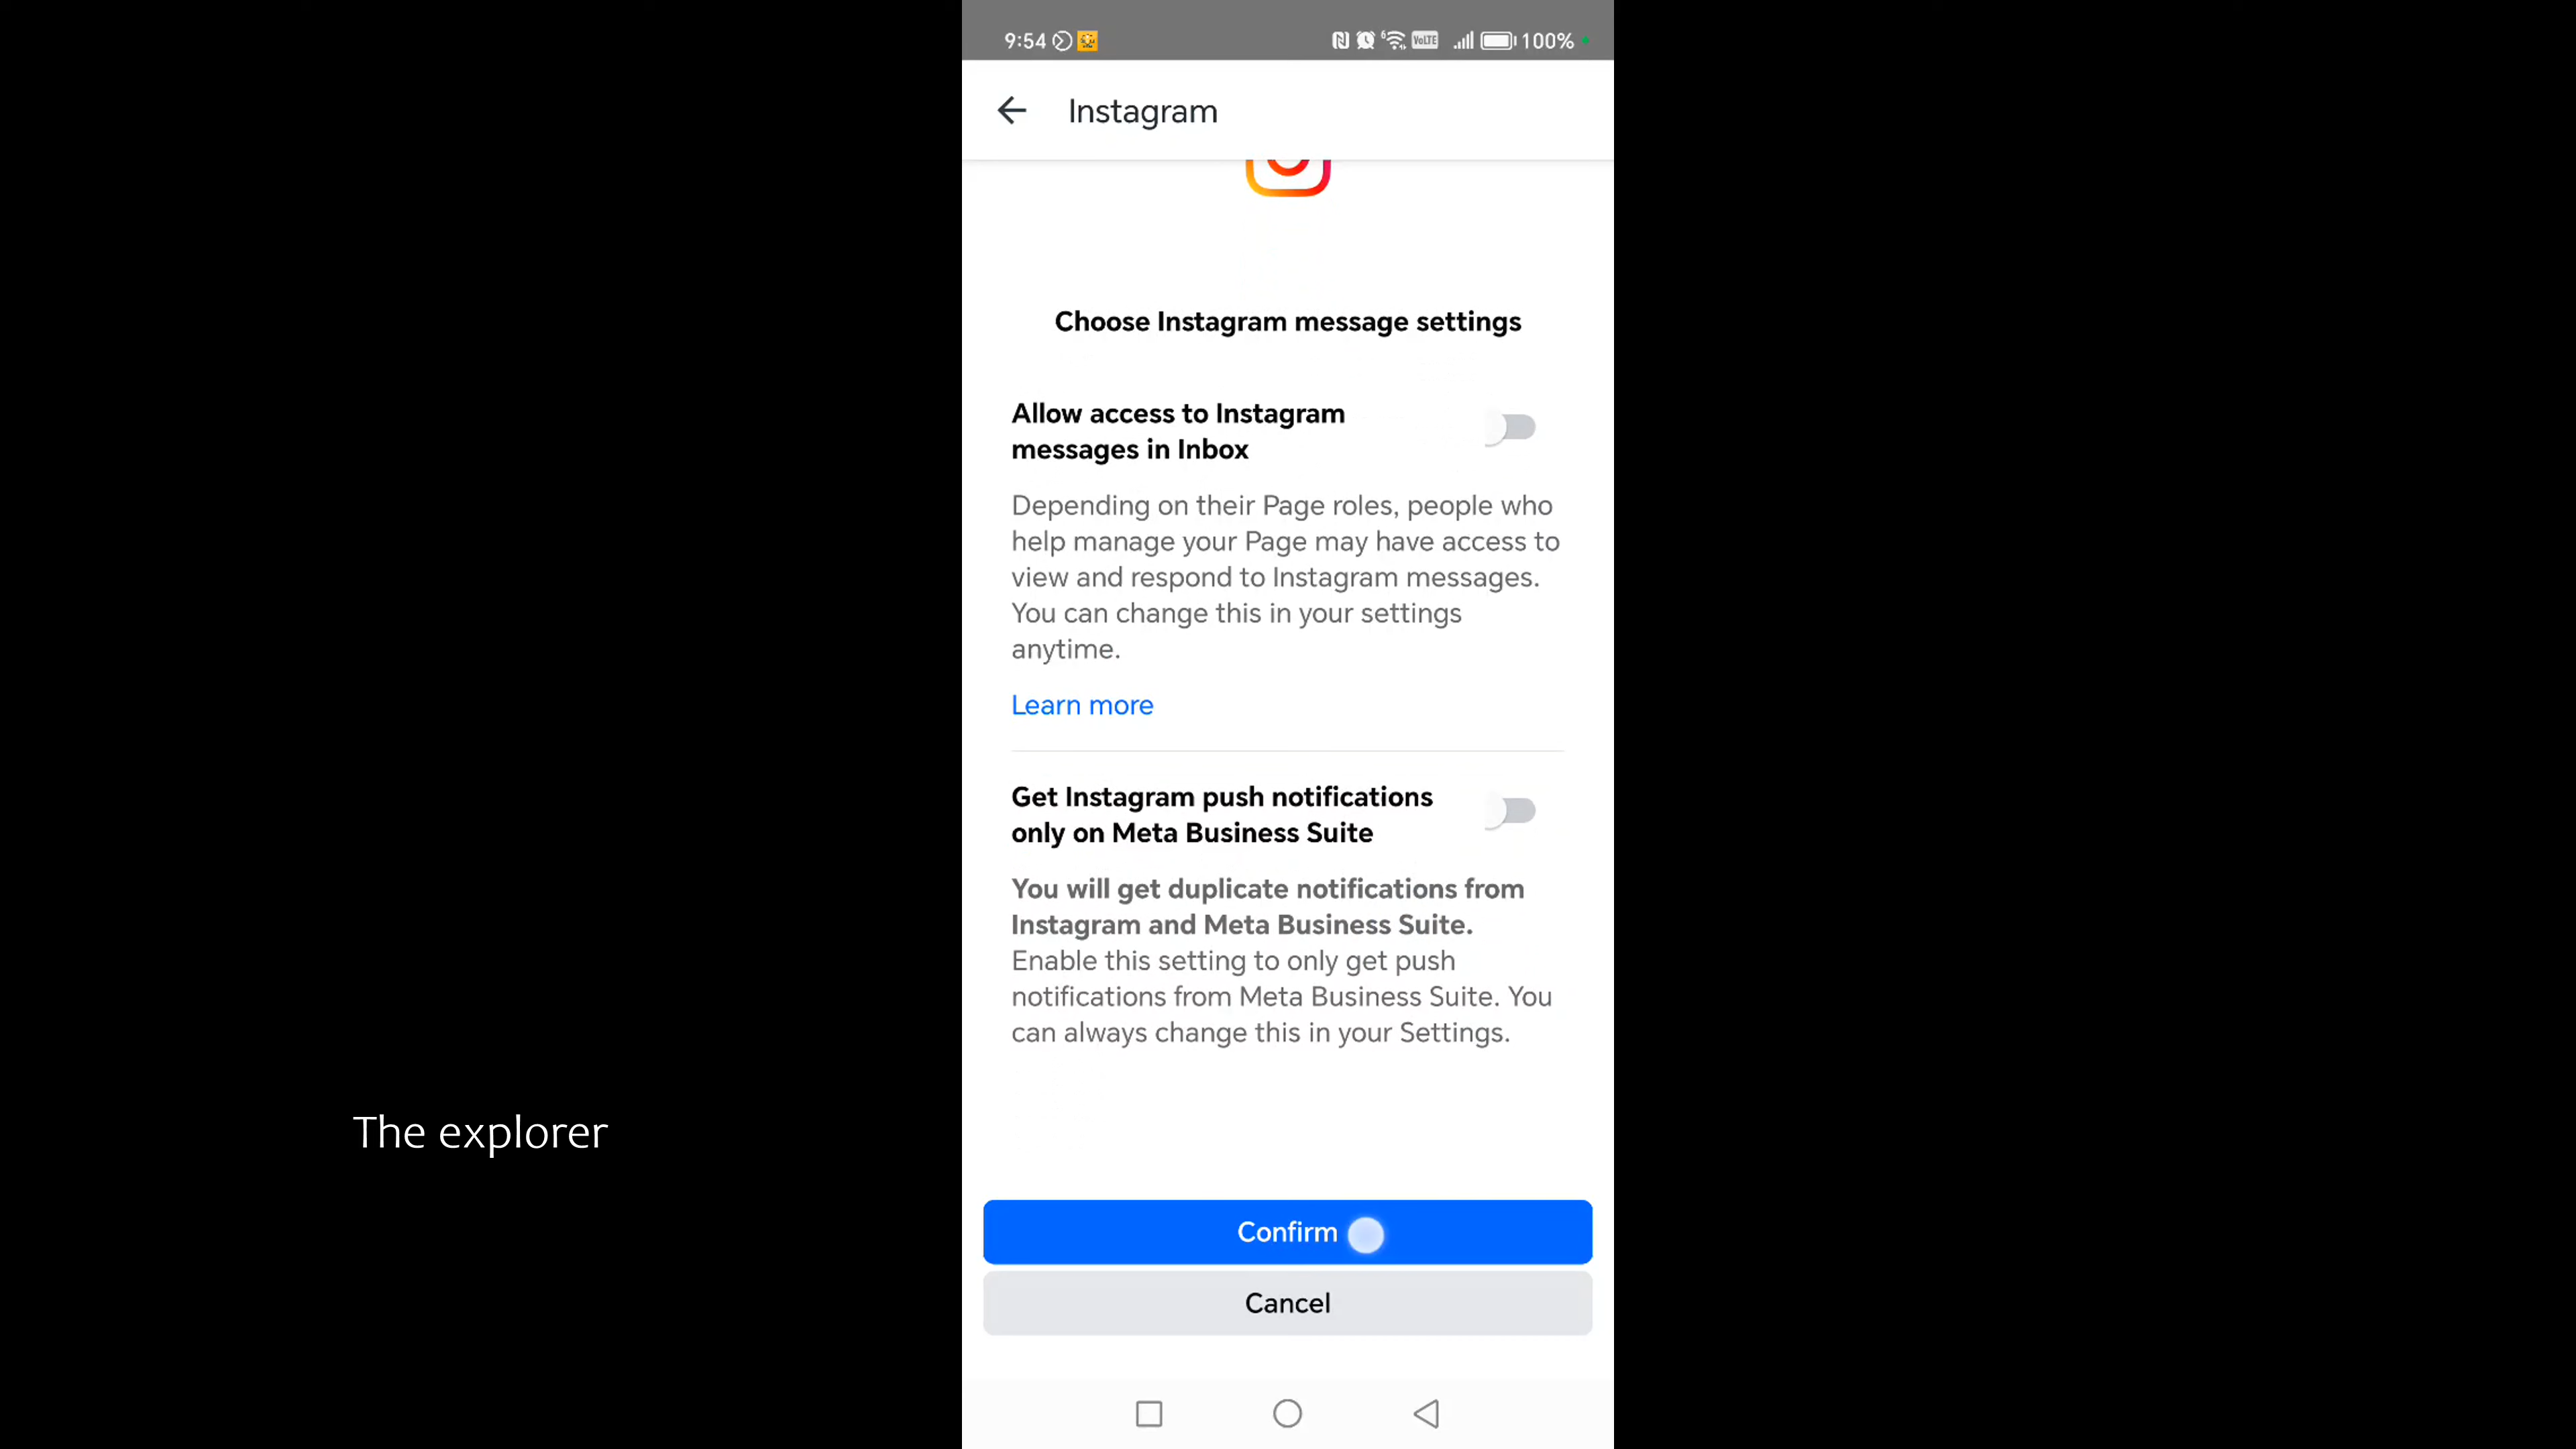 9:54
VoLTE
100%
Instagram
Choose Instagram message settings
Allow access to Instagram
messages in Inbox
Depending on their Page roles, people who
help manage your Page may have access to
view and respond to Instagram messages.
You can change this in your settings
anytime.
Learn more
Get Instagram push notifications
only on Meta Business Suite
You will get duplicate notifications from
Instagram and Meta Business Suite.
Enable this setting to only get push
notifications from Meta Business Suite. You
can always change this in your Settings.
The explorer
Confirm
Cancel